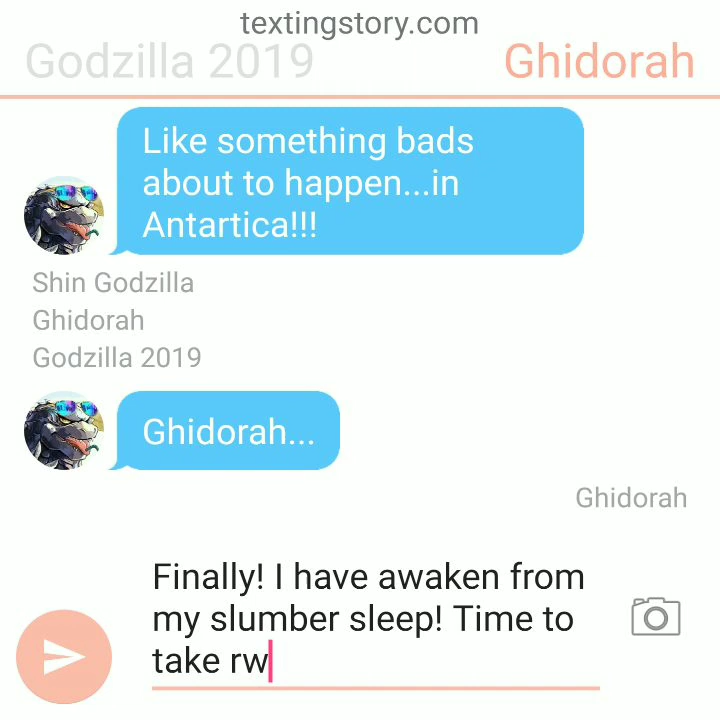 textingstory.com
Godzilla 2019
Ghidorah
Like something bads
about to happen...in
Antartica!!!
Shin Godzilla
Ghidorah
Godzilla 2019
Ghidorah...
Ghidorah
Finally! I have awaken from
my slumber sleep! Time to
take rw